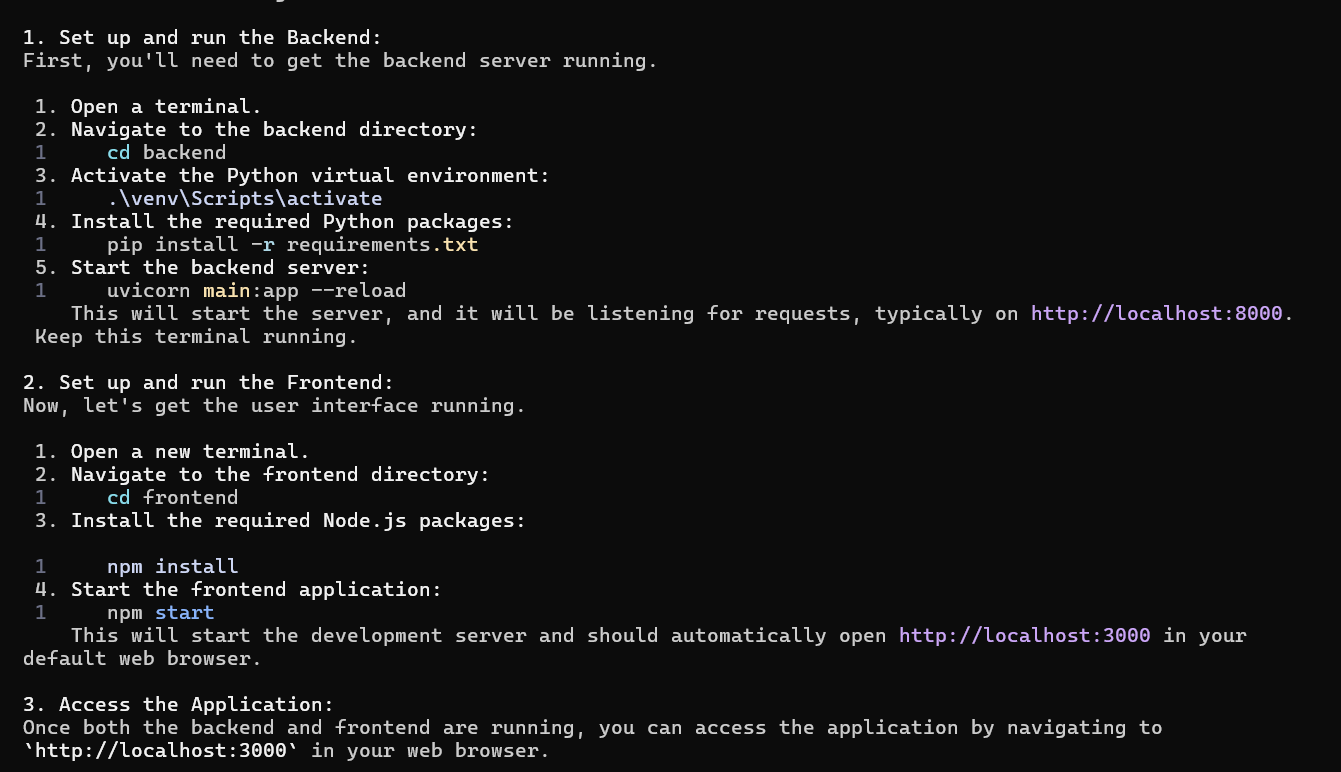 1. Set up and run the Backend:
First, you'll need to get the backend server running.
1. Open a terminal.
2. Navigate to the backend directory:
1 cd backend
3. Activate the Python virtual environment:
1 .\venv\Scripts\activate
4. Install the required Python packages:
1 pip install -r requirements.txt
5. Start the backend server:
1 uvicorn main:app --reload
This will start the server, and it will be listening for requests, typically on http://localhost:8000.
Keep this terminal running.
2. Set up and run the Frontend:
Now, let's get the user interface running.
1. Open a new terminal.
2. Navigate to the frontend directory:
1 cd frontend
3. Install the required Node.js packages:
1 npm install
4. Start the frontend application:
1 npm start
This will start the development server and should automatically open http://localhost:3000 in your
default web browser.
3. Access the Application:
Once both the backend and frontend are running, you can access the application by navigating to
`http://localhost:3000` in your web browser.